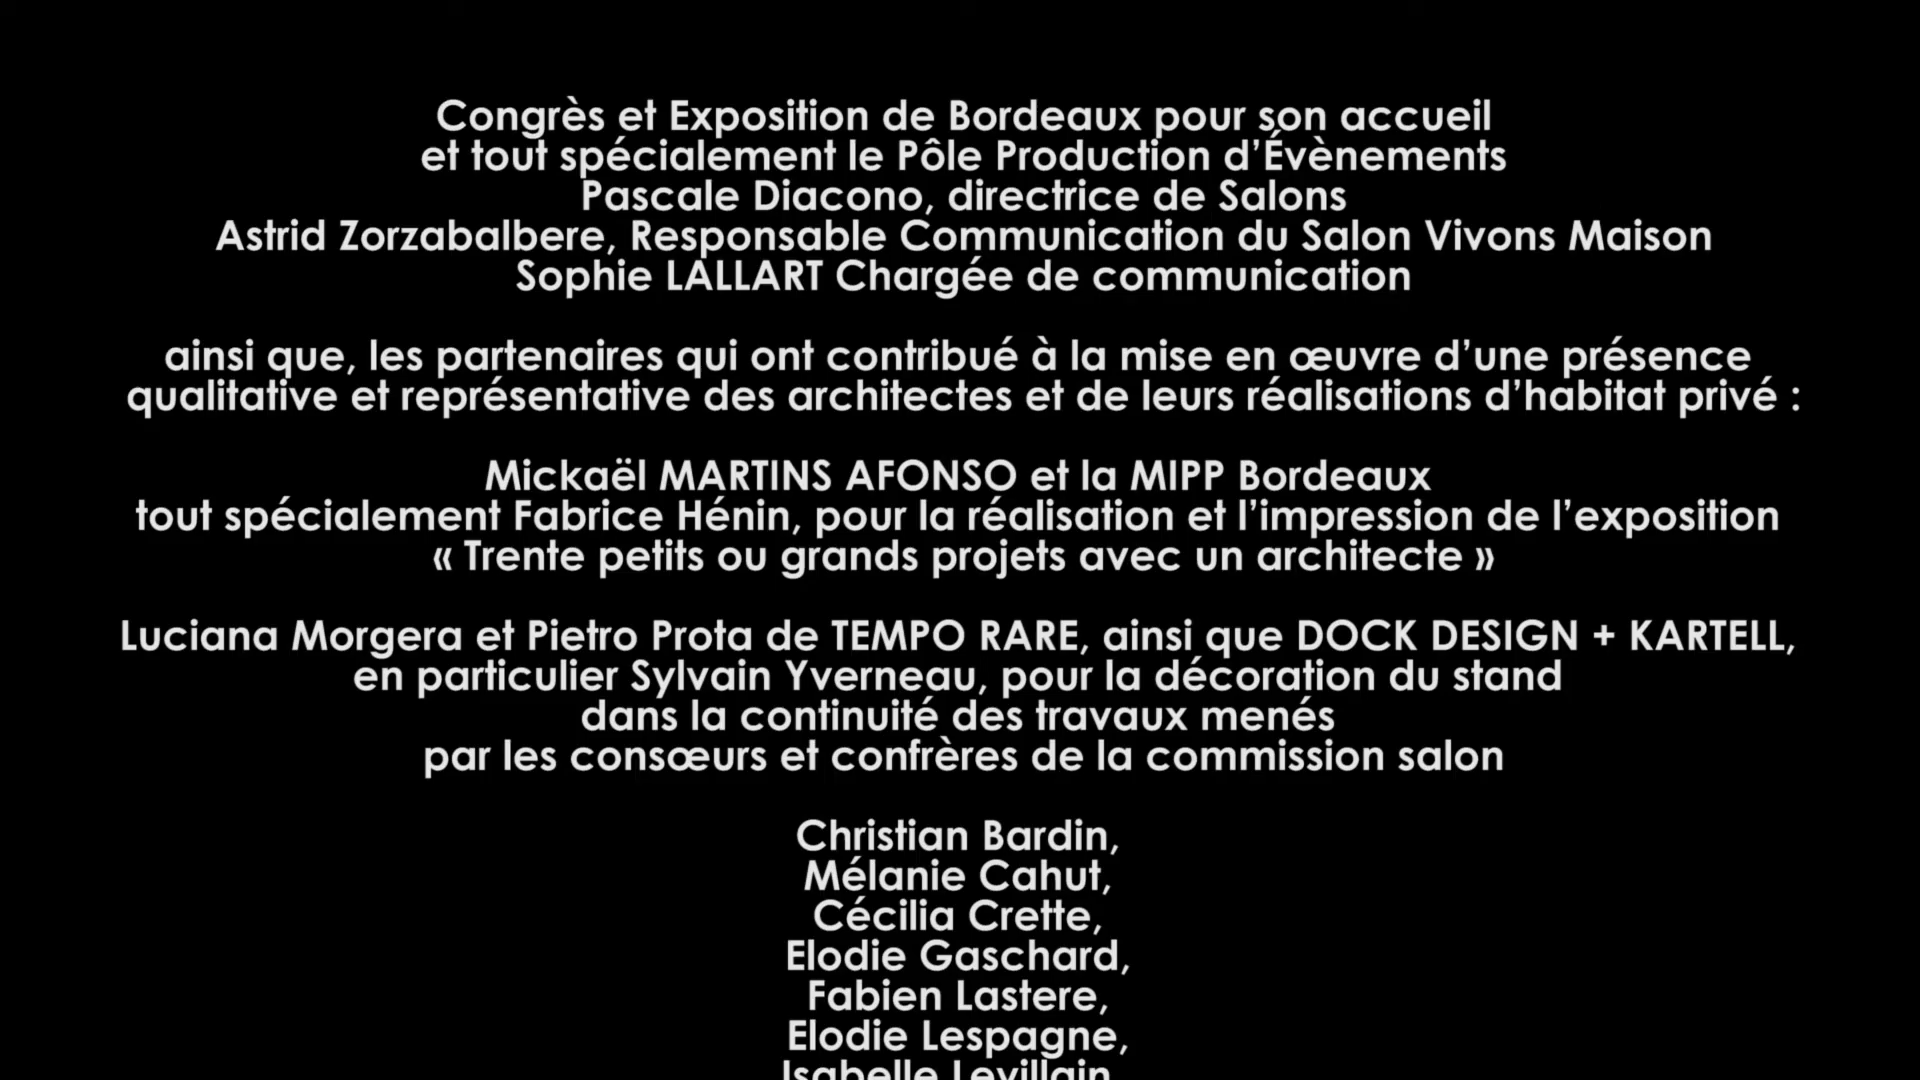 Congrès et Exposition de Bordeaux pour son accueil
et tout spécialement le Pôle Production d’Évènements
Pascale Diacono, directrice de Salons
Astrid Zorzabalbere, Responsable Communication du Salon Vivons Maison
Sophie LALLART Chargée de communication
ainsi que, les partenaires qui ont contribué à la mise en œuvre d’une présence
qualitative et représentative des architectes et de leurs réalisations d’habitat privé :
Mickaël MARTINS AFONSO et la MIPP Bordeaux
tout spécialement Fabrice Hénin, pour la réalisation et l’impression de l’exposition
« Trente petits ou grands projets avec un architecte »
Luciana Morgera et Pietro Prota de TEMPO RARE, ainsi que DOCK DESIGN + KARTELL,
en particulier Sylvain Yverneau, pour la décoration du stand
dans la continuité des travaux menés
par les consœurs et confrères de la commission salon
Christian Bardin,
Mélanie Cahut,
Cécilia Crette,
Elodie Gaschard,
Fabien Lastere,
Elodie Lespagne,
Isabelle Levillain